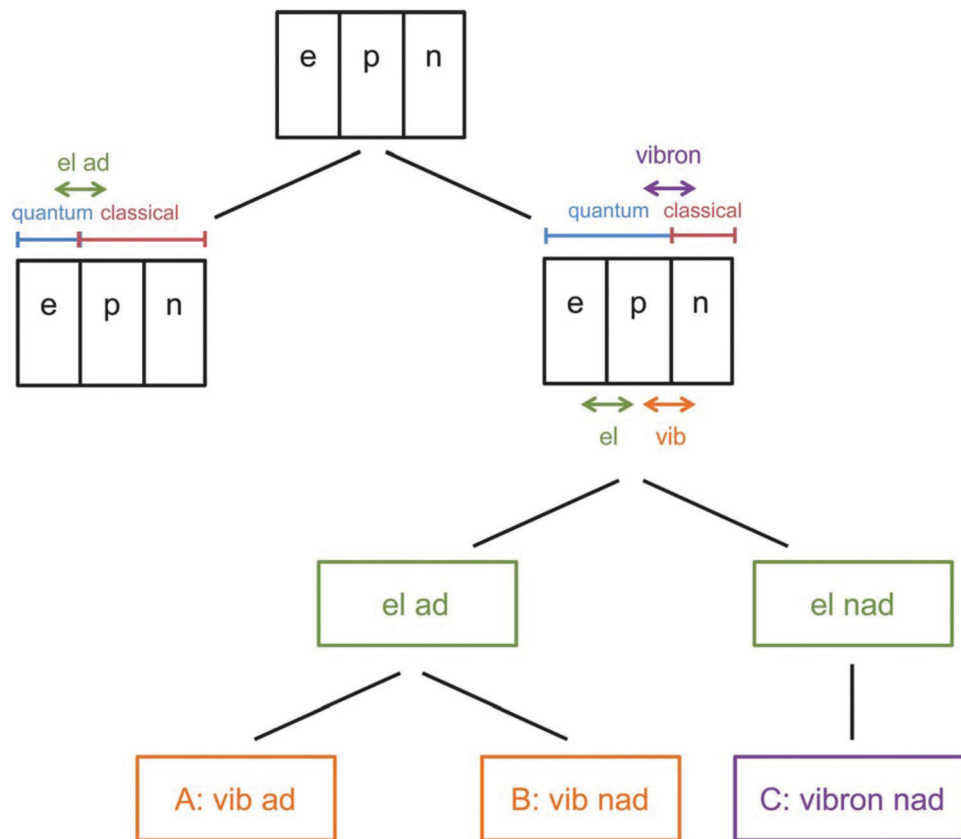 e p n
el ad
quantum classical
e p n
vibron
quantum classical
e p n
el vib
el ad
el nad
A: vib ad
B: vib nad
C: vibron nad